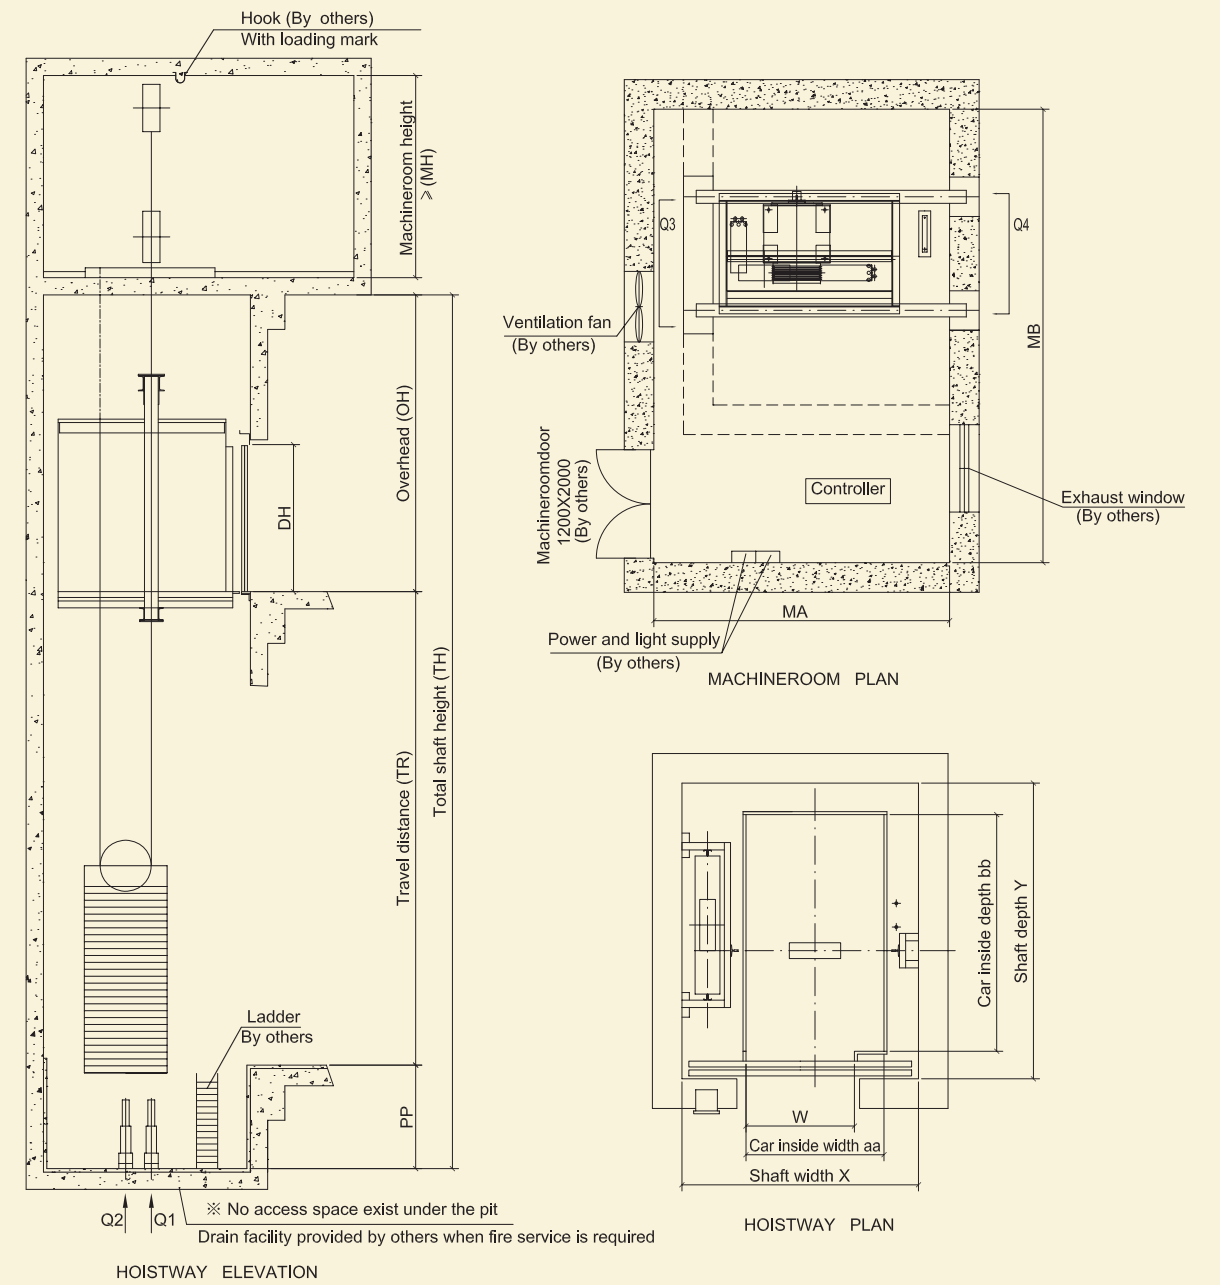 Hook (By others)
With loading mark
Machineroom height
⩾ (MH)
Overhead (OH)
DH
Total shaft height (TH)
Travel distance (TR)
Ladder
By others
PP
Q2
Q1
※ No access space exist under the pit
Drain facility provided by others when fire service is required
HOISTWAY ELEVATION
Q3
Q4
MB
Ventilation fan
(By others)
Machineroomdoor
1200X2000
(By others)
Controller
Exhaust window
(By others)
MA
Power and light supply
(By others)
MACHINEROOM PLAN
Car inside depth bb
Shaft depth Y
W
Car inside width aa
Shaft width X
HOISTWAY PLAN